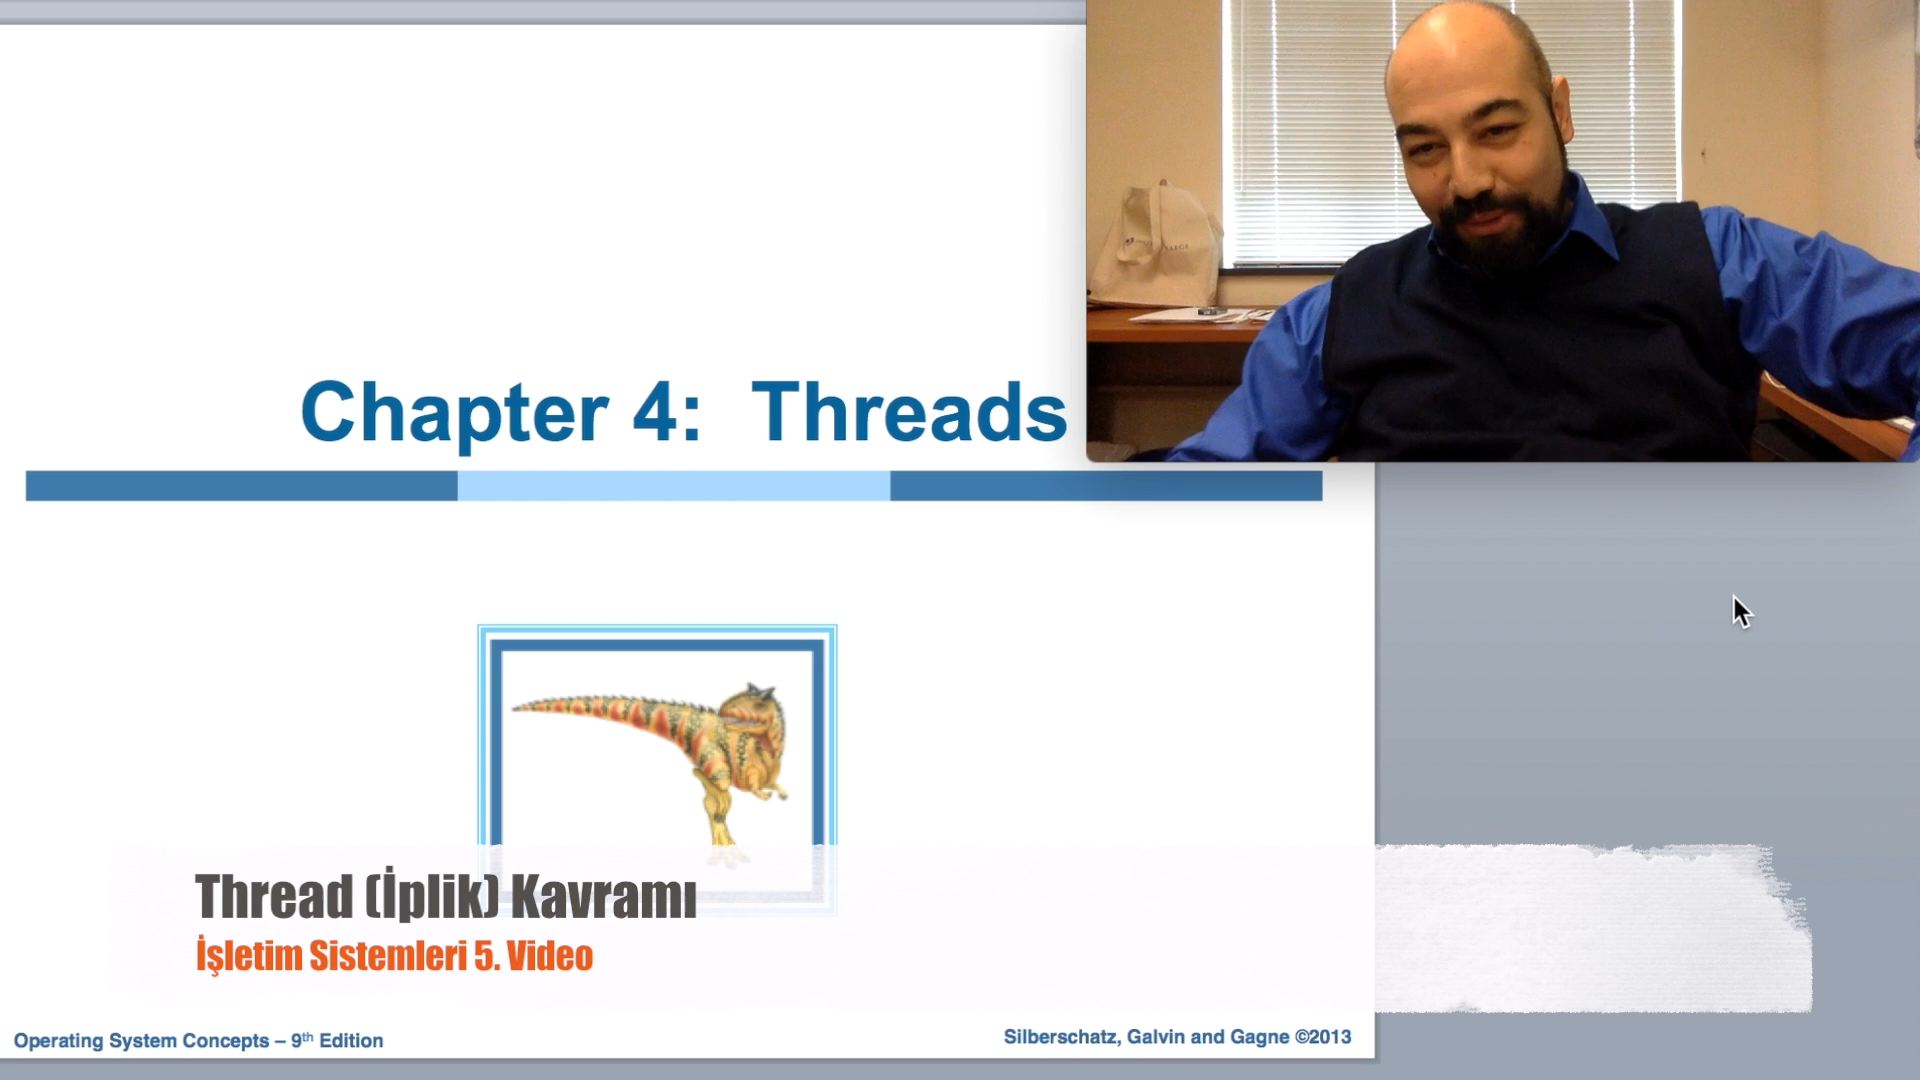 Chapter 4: Threads
Thread (İplik) Kavramı
İşletim Sistemleri 5. Video
Operating System Concepts – 9th Edition
Silberschatz, Galvin and Gagne ©2013